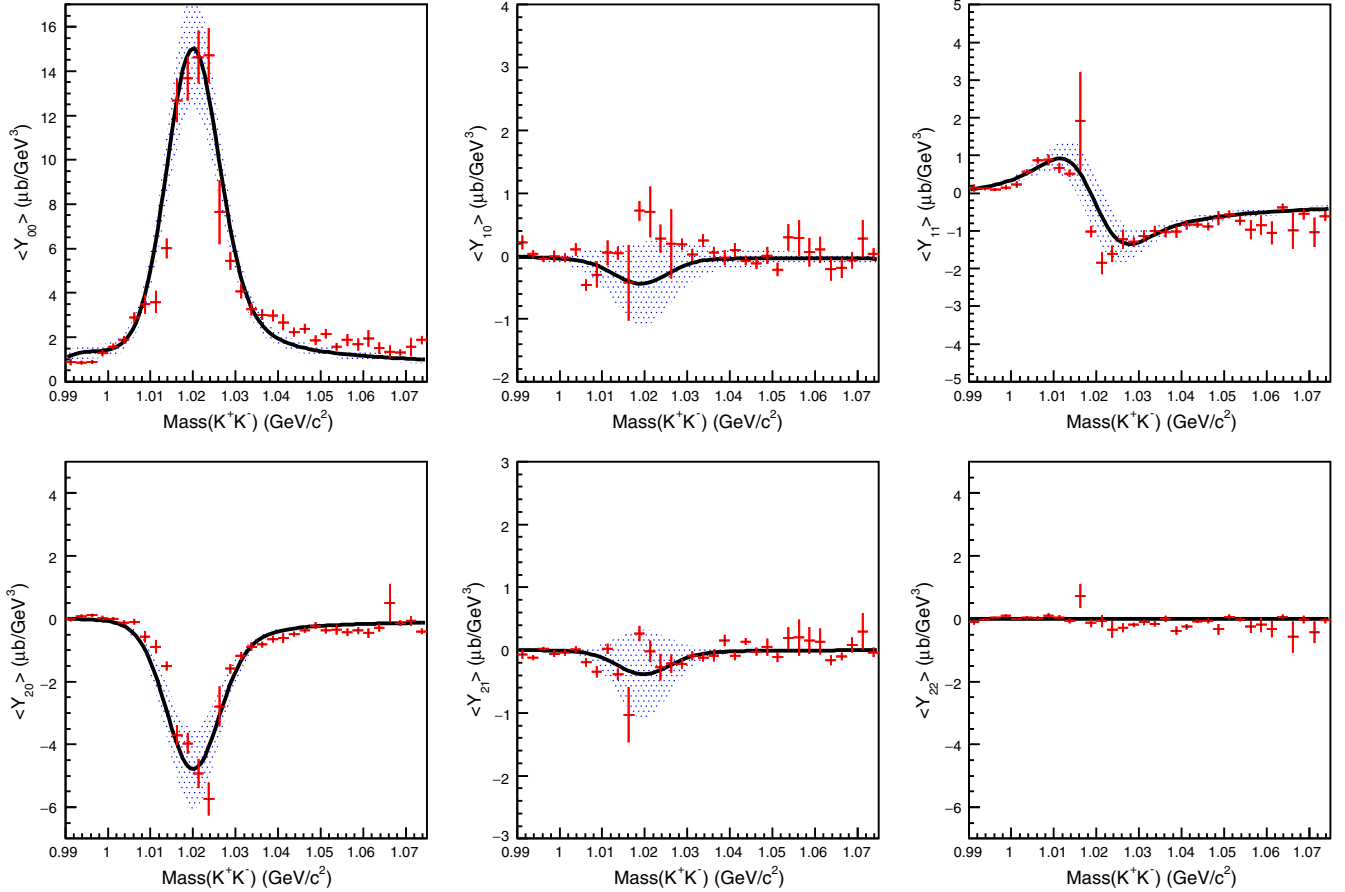 <Y₀₀> (μb/GeV³)
16
14
12
10
8
6
4
2
0
0.99 1 1.01 1.02 1.03 1.04 1.05 1.06 1.07
Mass(K⁺K⁻) (GeV/c²)
<Y₁₀> (μb/GeV³)
4
3
2
1
0
−1
−2
0.99 1 1.01 1.02 1.03 1.04 1.05 1.06 1.07
Mass(K⁺K⁻) (GeV/c²)
<Y₁₁> (μb/GeV³)
5
4
3
2
1
0
−1
−2
−3
−4
−5
0.99 1 1.01 1.02 1.03 1.04 1.05 1.06 1.07
Mass(K⁺K⁻) (GeV/c²)
<Y₂₀> (μb/GeV³)
4
2
0
−2
−4
−6
0.99 1 1.01 1.02 1.03 1.04 1.05 1.06 1.07
Mass(K⁺K⁻) (GeV/c²)
<Y₂₁> (μb/GeV³)
3
2
1
0
−1
−2
−3
0.99 1 1.01 1.02 1.03 1.04 1.05 1.06 1.07
Mass(K⁺K⁻) (GeV/c²)
<Y₂₂> (μb/GeV³)
4
2
0
−2
−4
−6
0.99 1 1.01 1.02 1.03 1.04 1.05 1.06 1.07
Mass(K⁺K⁻) (GeV/c²)